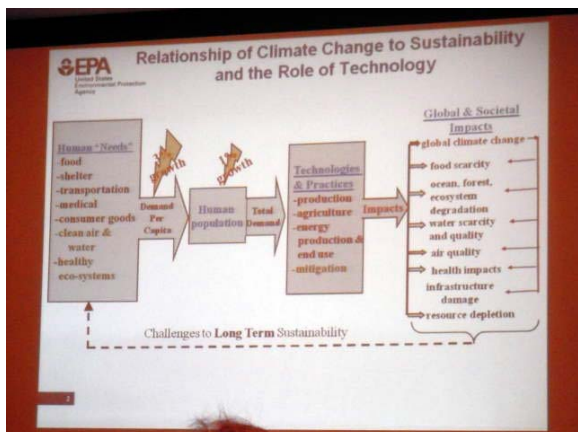 EPA
United States
Environmental Protection
Agency
Relationship of Climate Change to Sustainability
and the Role of Technology
Human "Needs"
-food
-shelter
-transportation
-medical
-consumer goods
-clean air &
water
-healthy
eco-systems
growth
Demand
Per
Capita
growth
Human
population
Total
Demand
Technologies
& Practices
-production
-agriculture
-energy
production &
end use
-mitigation
Impacts
Global & Societal
Impacts
global climate change
food scarcity
ocean, forest,
ecosystem
degradation
water scarcity
and quality
air quality
health impacts
infrastructure
damage
resource depletion
Challenges to Long Term Sustainability
2